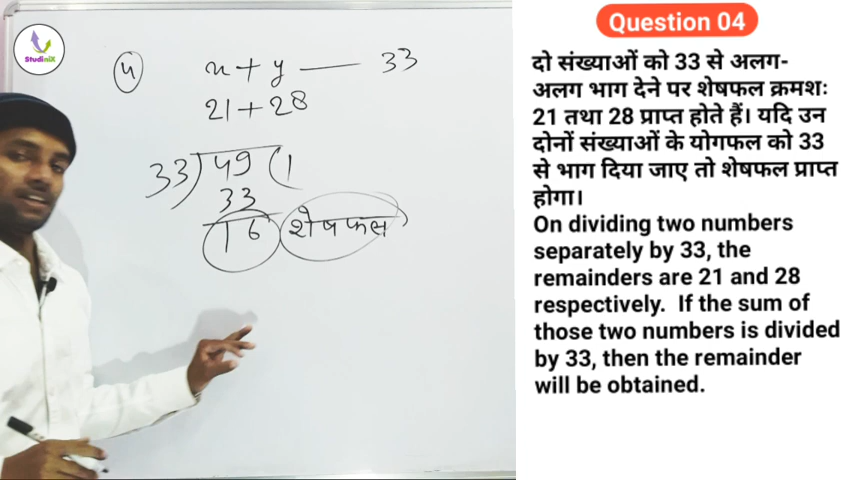 StudiniX
4
x + y — 33
21 + 28
33) 49 ( 1
33
16 शेषफल
Question 04
दो संख्याओं को 33 से अलग-
अलग भाग देने पर शेषफल क्रमशः
21 तथा 28 प्राप्त होते हैं। यदि उन
दोनों संख्याओं के योगफल को 33
से भाग दिया जाए तो शेषफल प्राप्त
होगा।
On dividing two numbers
separately by 33, the
remainders are 21 and 28
respectively. If the sum of
those two numbers is divided
by 33, then the remainder
will be obtained.